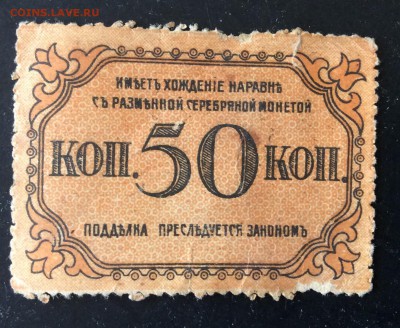 COINS.LAVE.RU
ИМѢЕТЪ ХОЖДЕНІЕ НАРАВНѢ
СЪ РАЗМѢННОЙ СЕРЕБРЯНОЙ МОНЕТОЙ
КОП. 50 КОП.
ПОДДѢЛКА ПРЕСЛѢДУЕТСЯ ЗАКОНОМЪ